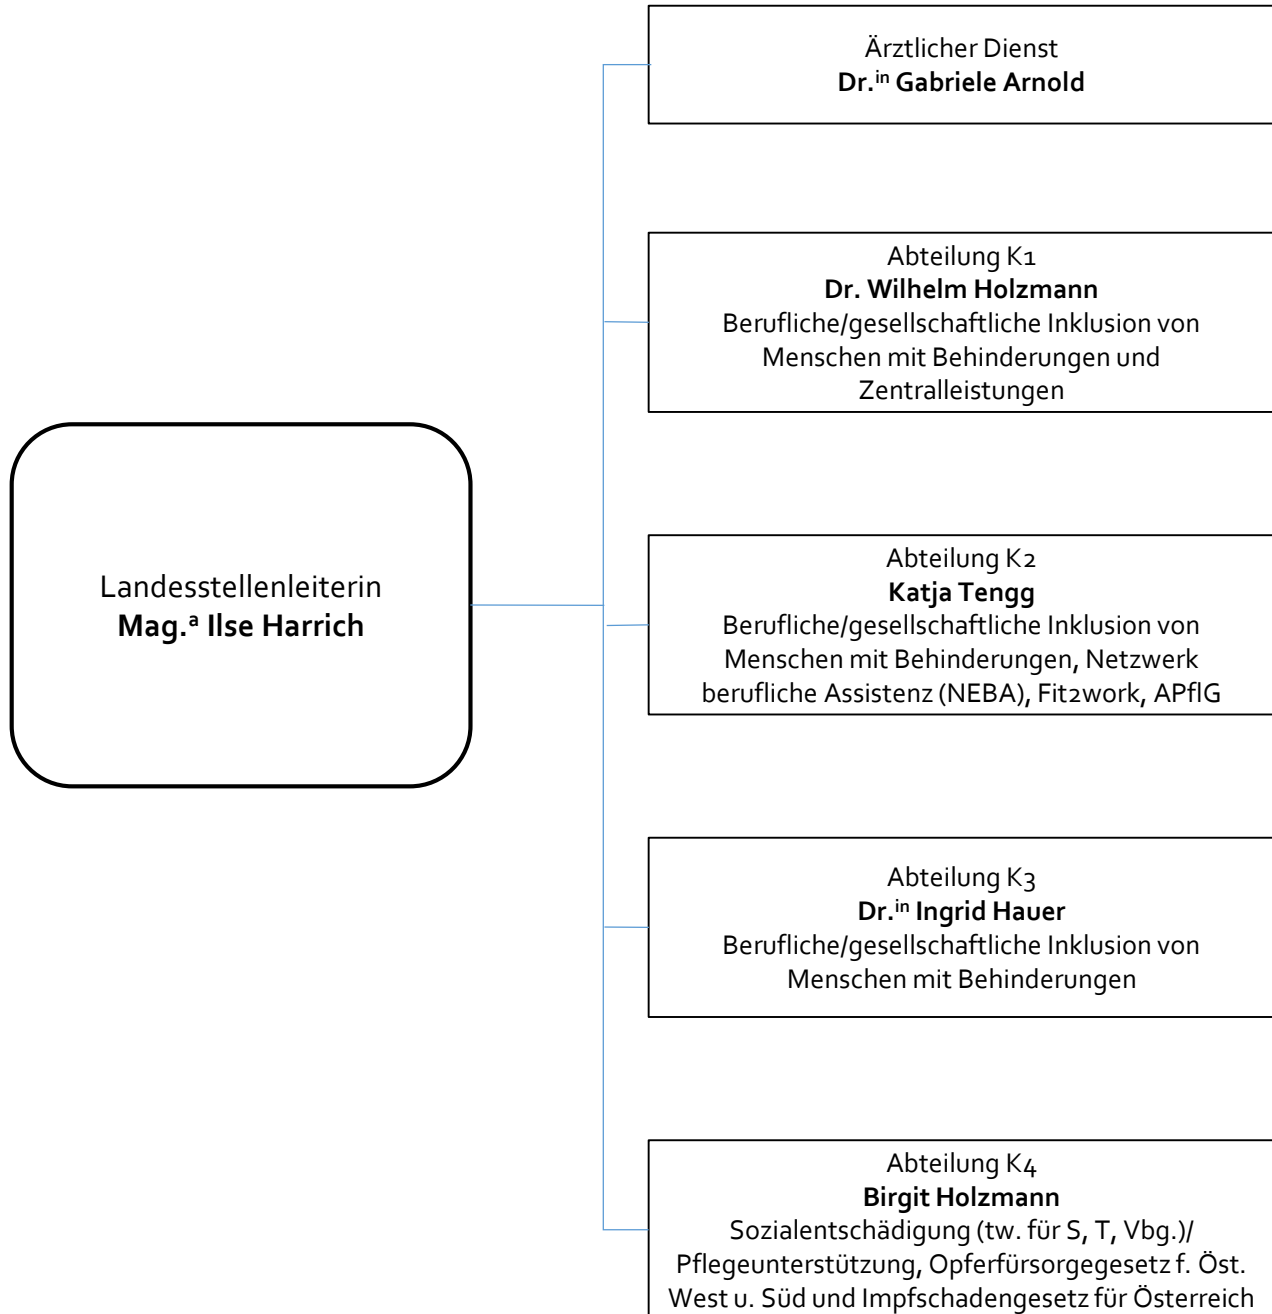 Ärztlicher Dienst
Dr.ⁱⁿ Gabriele Arnold
Abteilung K1
Dr. Wilhelm Holzmann
Berufliche/gesellschaftliche Inklusion von
Menschen mit Behinderungen und
Zentralleistungen
Landesstellenleiterin
Mag.ᵃ Ilse Harrich
Abteilung K2
Katja Tengg
Berufliche/gesellschaftliche Inklusion von
Menschen mit Behinderungen, Netzwerk
berufliche Assistenz (NEBA), Fit2work, APflG
Abteilung K3
Dr.ⁱⁿ Ingrid Hauer
Berufliche/gesellschaftliche Inklusion von
Menschen mit Behinderungen
Abteilung K4
Birgit Holzmann
Sozialentschädigung (tw. für S, T, Vbg.)/
Pflegeunterstützung, Opferfürsorgegesetz f. Öst.
West u. Süd und Impfschadengesetz für Österreich